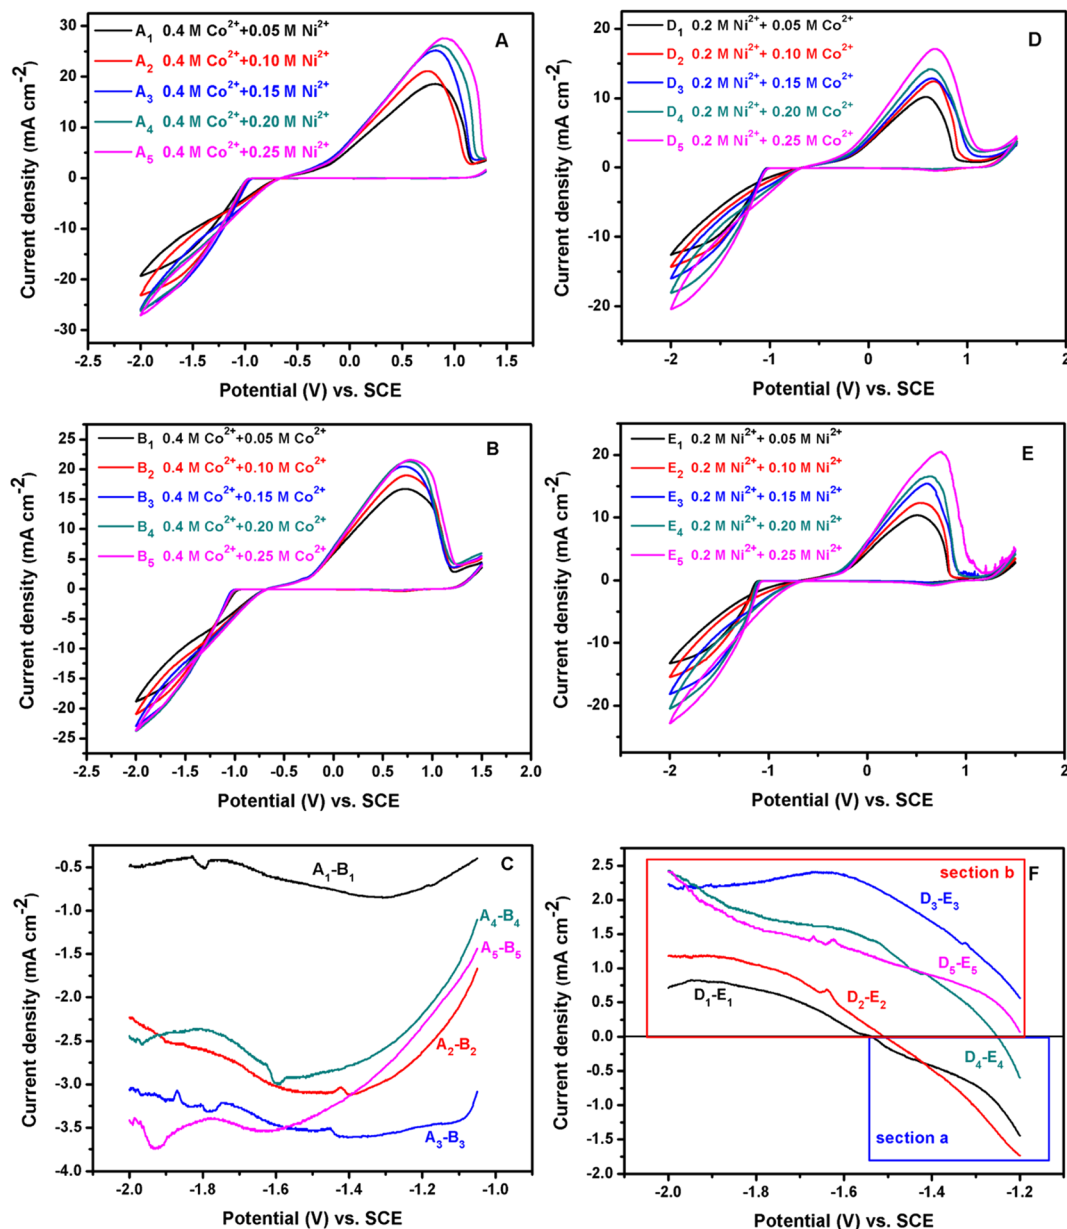 A
A₁ 0.4 M Co²⁺+0.05 M Ni²⁺
A₂ 0.4 M Co²⁺+0.10 M Ni²⁺
A₃ 0.4 M Co²⁺+0.15 M Ni²⁺
A₄ 0.4 M Co²⁺+0.20 M Ni²⁺
A₅ 0.4 M Co²⁺+0.25 M Ni²⁺
30
20
10
0
-10
-20
-30
Current density (mA cm⁻²)
-2.5 -2.0 -1.5 -1.0 -0.5 0.0 0.5 1.0 1.5
Potential (V) vs. SCE
D
D₁ 0.2 M Ni²⁺+ 0.05 M Co²⁺
D₂ 0.2 M Ni²⁺+ 0.10 M Co²⁺
D₃ 0.2 M Ni²⁺+ 0.15 M Co²⁺
D₄ 0.2 M Ni²⁺+ 0.20 M Co²⁺
D₅ 0.2 M Ni²⁺+ 0.25 M Co²⁺
20
10
0
-10
-20
Current density (mA cm⁻²)
-2 -1 0 1 2
Potential (V) vs. SCE
B
B₁ 0.4 M Co²⁺+0.05 M Co²⁺
B₂ 0.4 M Co²⁺+0.10 M Co²⁺
B₃ 0.4 M Co²⁺+0.15 M Co²⁺
B₄ 0.4 M Co²⁺+0.20 M Co²⁺
B₅ 0.4 M Co²⁺+0.25 M Co²⁺
25
20
15
10
5
0
-5
-10
-15
-20
-25
Current density (mA cm⁻²)
-2.5 -2.0 -1.5 -1.0 -0.5 0.0 0.5 1.0 1.5 2.0
Potential (V) vs. SCE
E
E₁ 0.2 M Ni²⁺+ 0.05 M Ni²⁺
E₂ 0.2 M Ni²⁺+ 0.10 M Ni²⁺
E₃ 0.2 M Ni²⁺+ 0.15 M Ni²⁺
E₄ 0.2 M Ni²⁺+ 0.20 M Ni²⁺
E₅ 0.2 M Ni²⁺+ 0.25 M Ni²⁺
20
10
0
-10
-20
Current density (mA cm⁻²)
-2 -1 0 1 2
Potential (V) vs. SCE
C
A₁-B₁
A₄-B₄
A₅-B₅
A₂-B₂
A₃-B₃
-0.5
-1.0
-1.5
-2.0
-2.5
-3.0
-3.5
-4.0
Current density (mA cm⁻²)
-2.0 -1.8 -1.6 -1.4 -1.2 -1.0
Potential (V) vs. SCE
section b F
D₃-E₃
D₅-E₅
D₂-E₂
D₁-E₁
D₄-E₄
section a
2.5
2.0
1.5
1.0
0.5
0.0
-0.5
-1.0
-1.5
-2.0
Current density (mA cm⁻²)
-2.0 -1.8 -1.6 -1.4 -1.2
Potential (V) vs. SCE